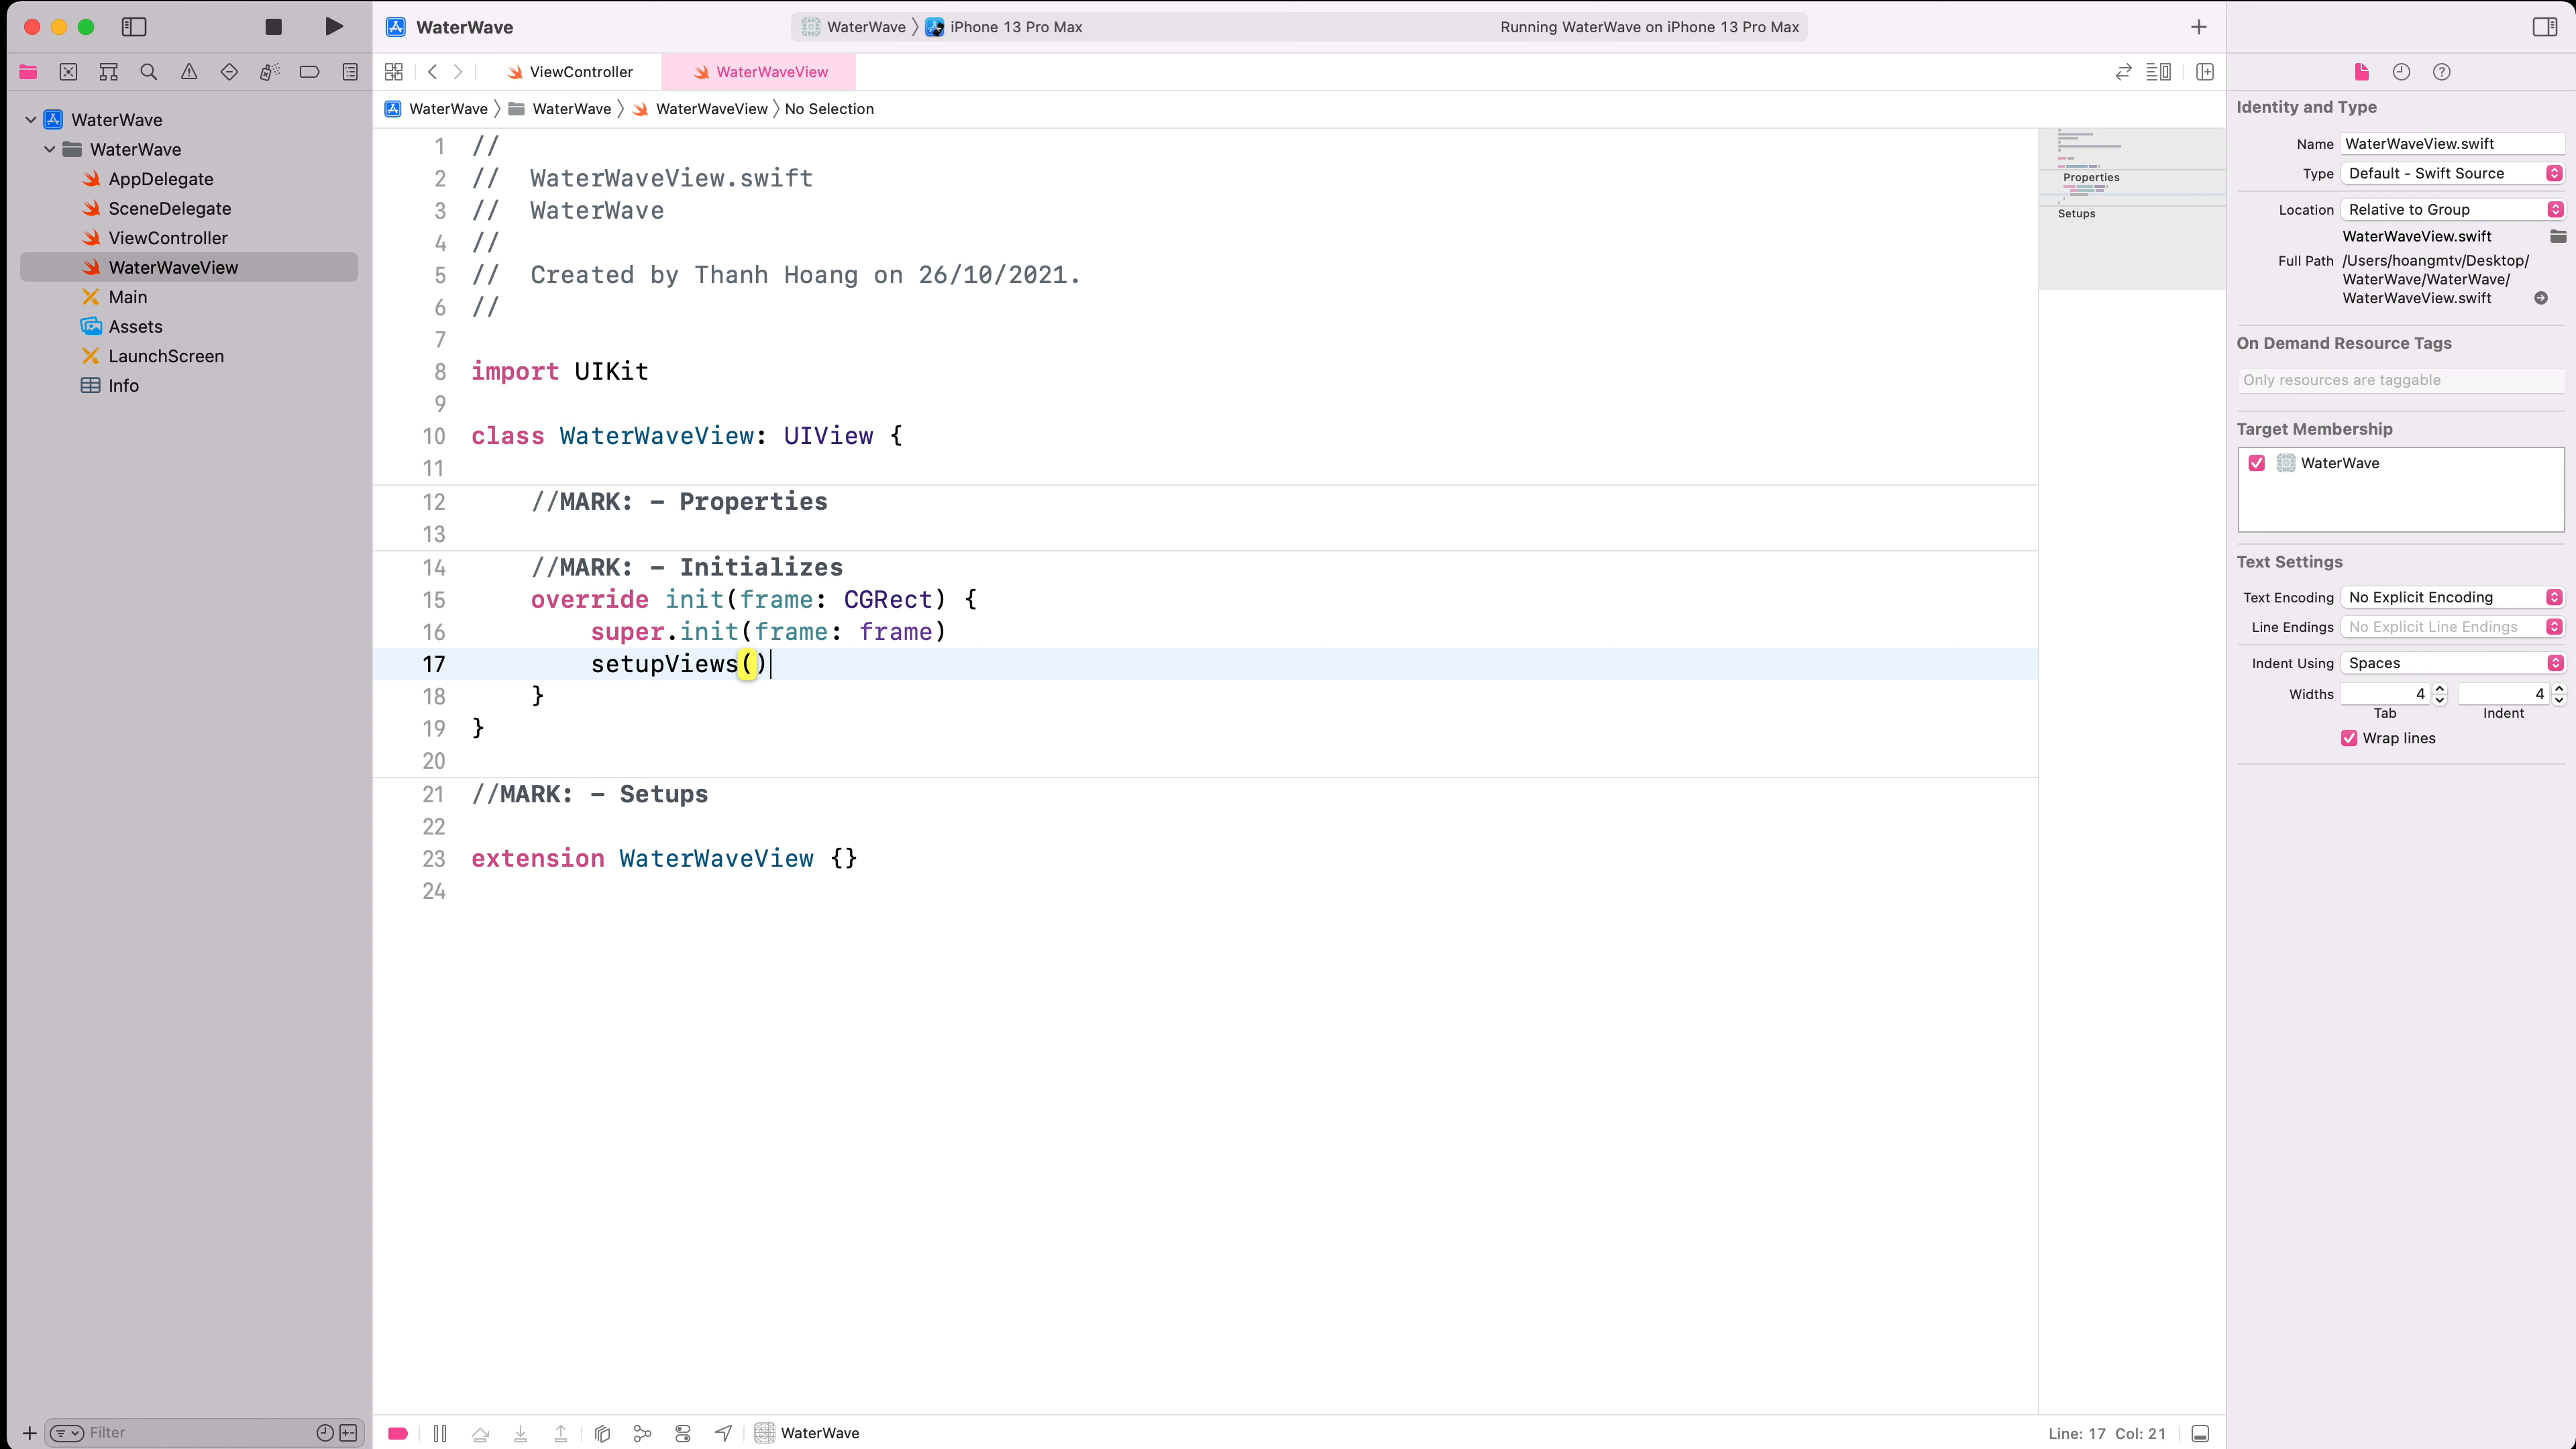 WaterWave
WaterWave 〉 iPhone 13 Pro Max
Running WaterWave on iPhone 13 Pro Max
ViewController
WaterWaveView
WaterWave 〉 WaterWave 〉 WaterWaveView 〉 No Selection
WaterWave
WaterWave
AppDelegate
SceneDelegate
ViewController
WaterWaveView
Main
Assets
LaunchScreen
Info
Filter
1 //
2 //  WaterWaveView.swift
3 //  WaterWave
4 //
5 //  Created by Thanh Hoang on 26/10/2021.
6 //
7
8 import UIKit
9
10 class WaterWaveView: UIView {
11
12     //MARK: - Properties
13
14     //MARK: - Initializes
15     override init(frame: CGRect) {
16         super.init(frame: frame)
17         setupViews()
18     }
19 }
20
21 //MARK: - Setups
22
23 extension WaterWaveView {}
24
Properties
Setups
WaterWave
Line: 17 Col: 21
Identity and Type
Name WaterWaveView.swift
Type Default - Swift Source
Location Relative to Group
WaterWaveView.swift
Full Path /Users/hoangmtv/Desktop/
WaterWave/WaterWave/
WaterWaveView.swift
On Demand Resource Tags
Only resources are taggable
Target Membership
WaterWave
Text Settings
Text Encoding No Explicit Encoding
Line Endings No Explicit Line Endings
Indent Using Spaces
Widths 4 4
Tab Indent
Wrap lines